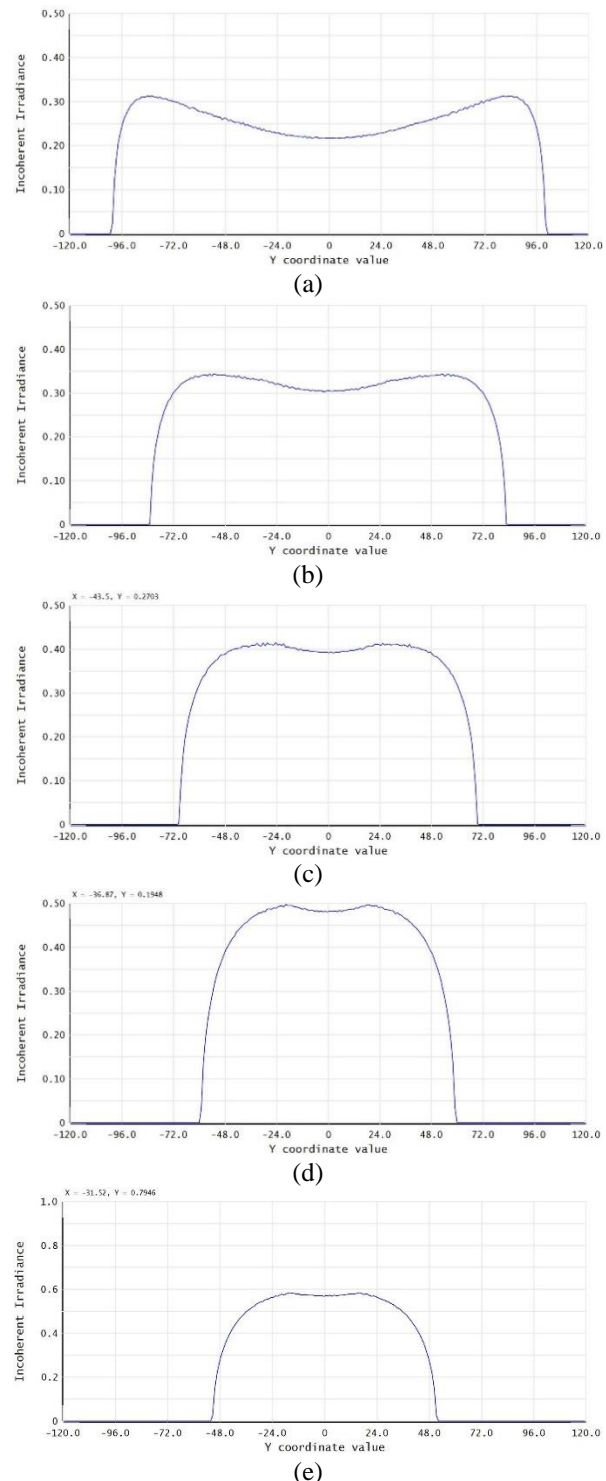 0.50
0.40
0.30
0.20
0.10
0
Incoherent Irradiance
-120.0 -96.0 -72.0 -48.0 -24.0 0 24.0 48.0 72.0 96.0 120.0
Y coordinate value
(a)
0.50
0.40
0.30
0.20
0.10
0
Incoherent Irradiance
-120.0 -96.0 -72.0 -48.0 -24.0 0 24.0 48.0 72.0 96.0 120.0
Y coordinate value
(b)
X = -43.5, Y = 0.2703
0.50
0.40
0.30
0.20
0.10
0
Incoherent Irradiance
-120.0 -96.0 -72.0 -48.0 -24.0 0 24.0 48.0 72.0 96.0 120.0
Y coordinate value
(c)
X = -36.87, Y = 0.1948
0.50
0.40
0.30
0.20
0.10
0
Incoherent Irradiance
-120.0 -96.0 -72.0 -48.0 -24.0 0 24.0 48.0 72.0 96.0 120.0
Y coordinate value
(d)
X = -31.52, Y = 0.7946
1.0
0.8
0.6
0.4
0.2
0
Incoherent Irradiance
-120.0 -96.0 -72.0 -48.0 -24.0 0 24.0 48.0 72.0 96.0 120.0
Y coordinate value
(e)